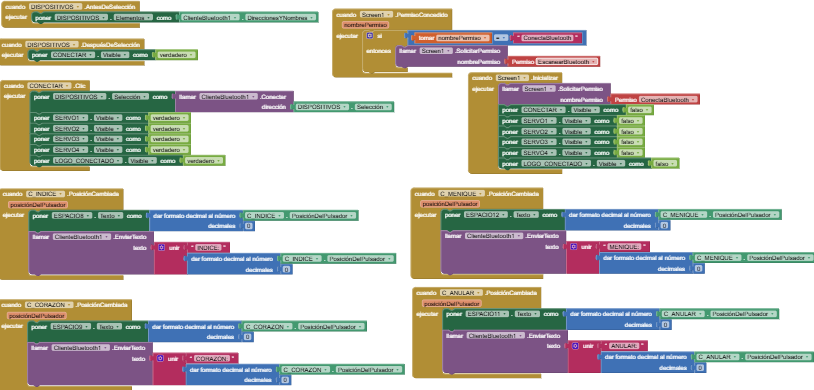 cuando DISPOSITIVOS .AntesDeSelección
ejecutar poner DISPOSITIVOS . Elementos como ClienteBluetooth1 . DireccionesYNombres
cuando DISPOSITIVOS .DespuésDeSelección
ejecutar poner CONECTAR . Visible como verdadero
cuando CONECTAR .Clic
ejecutar poner DISPOSITIVOS . Selección como llamar ClienteBluetooth1 .Conectar
dirección DISPOSITIVOS . Selección
poner SERVO1 . Visible como verdadero
poner SERVO2 . Visible como verdadero
poner SERVO3 . Visible como verdadero
poner SERVO4 . Visible como verdadero
poner LOGO_CONECTADO . Visible como verdadero
cuando Screen1 .PermisoConcedido
nombrePermiso
ejecutar si tomar nombrePermiso = " ConectaBluetooth "
entonces llamar Screen1 .SolicitarPermiso
nombrePermiso Permiso EscanearBluetooth
cuando Screen1 .Inicializar
ejecutar llamar Screen1 .SolicitarPermiso
nombrePermiso Permiso ConectaBluetooth
poner CONECTAR . Visible como falso
poner SERVO1 . Visible como falso
poner SERVO2 . Visible como falso
poner SERVO3 . Visible como falso
poner SERVO4 . Visible como falso
poner LOGO_CONECTADO . Visible como falso
cuando C_INDICE .PosiciónCambiada
posiciónDelPulsador
ejecutar poner ESPACIO8 . Texto como dar formato decimal al número C_INDICE . PosiciónDelPulsador
decimales 0
llamar ClienteBluetooth1 .EnviarTexto
texto unir " INDICE: "
dar formato decimal al número C_INDICE . PosiciónDelPulsador
decimales 0
cuando C_MENIQUE .PosiciónCambiada
posiciónDelPulsador
ejecutar poner ESPACIO12 . Texto como dar formato decimal al número C_MENIQUE . PosiciónDelPulsador
decimales 0
llamar ClienteBluetooth1 .EnviarTexto
texto unir " MENIQUE: "
dar formato decimal al número C_MENIQUE . PosiciónDelPulsador
decimales 0
cuando C_CORAZÓN .PosiciónCambiada
posiciónDelPulsador
ejecutar poner ESPACIO9 . Texto como dar formato decimal al número C_CORAZÓN . PosiciónDelPulsador
decimales 0
llamar ClienteBluetooth1 .EnviarTexto
texto unir " CORAZON: "
dar formato decimal al número C_CORAZÓN . PosiciónDelPulsador
decimales 0
cuando C_ANULAR .PosiciónCambiada
posiciónDelPulsador
ejecutar poner ESPACIO11 . Texto como dar formato decimal al número C_ANULAR . PosiciónDelPulsador
decimales 0
llamar ClienteBluetooth1 .EnviarTexto
texto unir " ANULAR: "
dar formato decimal al número C_ANULAR . PosiciónDelPulsador
decimales 0